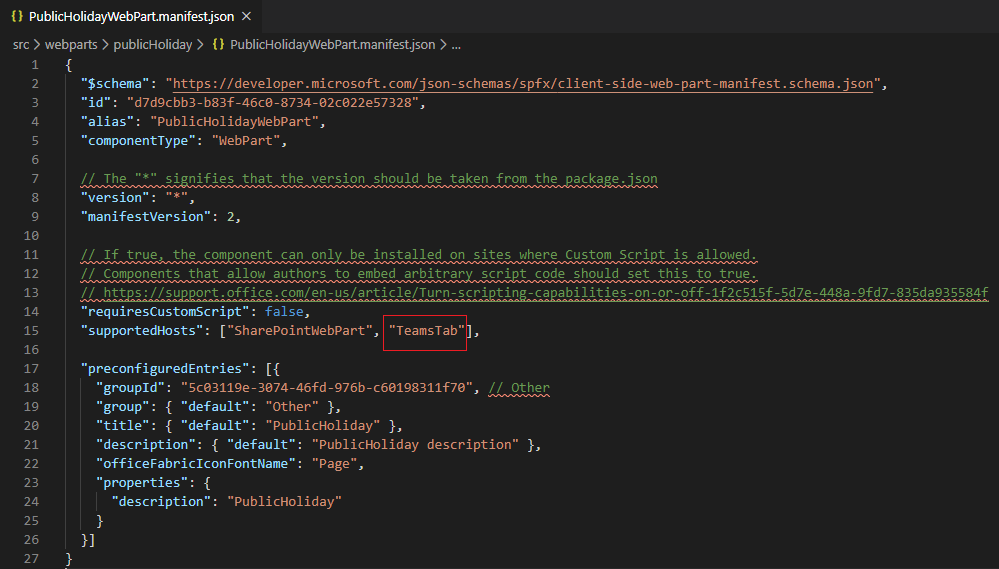 {} PublicHolidayWebPart.manifest.json ×
src > webparts > publicHoliday > {} PublicHolidayWebPart.manifest.json > ...
1 {
2 "$schema": "https://developer.microsoft.com/json-schemas/spfx/client-side-web-part-manifest.schema.json",
3 "id": "d7d9cbb3-b83f-46c0-8734-02c022e57328",
4 "alias": "PublicHolidayWebPart",
5 "componentType": "WebPart",
6
7 // The "*" signifies that the version should be taken from the package.json
8 "version": "*",
9 "manifestVersion": 2,
10
11 // If true, the component can only be installed on sites where Custom Script is allowed.
12 // Components that allow authors to embed arbitrary script code should set this to true.
13 // https://support.office.com/en-us/article/Turn-scripting-capabilities-on-or-off-1f2c515f-5d7e-448a-9fd7-835da935584f
14 "requiresCustomScript": false,
15 "supportedHosts": ["SharePointWebPart", "TeamsTab"],
16
17 "preconfiguredEntries": [{
18 "groupId": "5c03119e-3074-46fd-976b-c60198311f70", // Other
19 "group": { "default": "Other" },
20 "title": { "default": "PublicHoliday" },
21 "description": { "default": "PublicHoliday description" },
22 "officeFabricIconFontName": "Page",
23 "properties": {
24 "description": "PublicHoliday"
25 }
26 }]
27 }